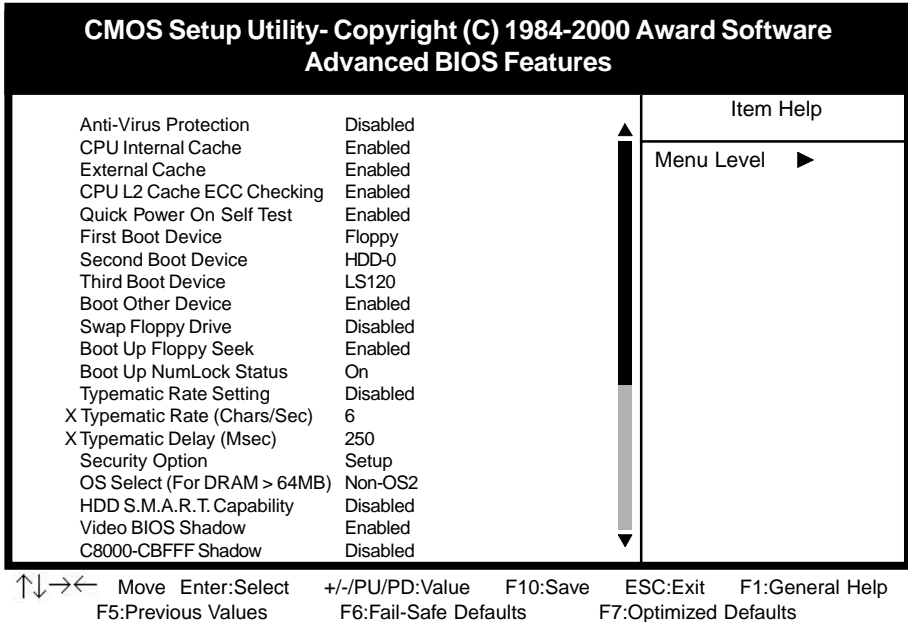 CMOS Setup Utility- Copyright (C) 1984-2000 Award Software
Advanced BIOS Features
Anti-Virus Protection Disabled
CPU Internal Cache Enabled
External Cache Enabled
CPU L2 Cache ECC Checking Enabled
Quick Power On Self Test Enabled
First Boot Device Floppy
Second Boot Device HDD-0
Third Boot Device LS120
Boot Other Device Enabled
Swap Floppy Drive Disabled
Boot Up Floppy Seek Enabled
Boot Up NumLock Status On
Typematic Rate Setting Disabled
X Typematic Rate (Chars/Sec) 6
X Typematic Delay (Msec) 250
Security Option Setup
OS Select (For DRAM > 64MB) Non-OS2
HDD S.M.A.R.T. Capability Disabled
Video BIOS Shadow Enabled
C8000-CBFFF Shadow Disabled
Item Help
Menu Level ►
↑↓→← Move Enter:Select +/-/PU/PD:Value F10:Save ESC:Exit F1:General Help
F5:Previous Values F6:Fail-Safe Defaults F7:Optimized Defaults